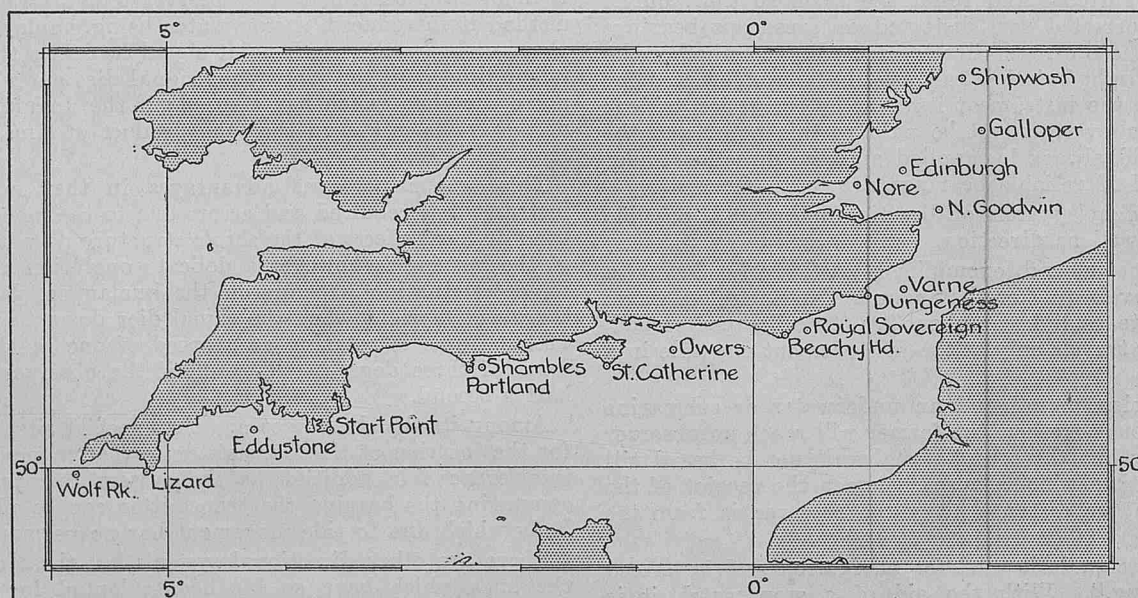 5°
0°
Shipwash
Galloper
Edinburgh
Nore
N. Goodwin
Varne
Dungeness
Royal Sovereign
Beachy Hd.
Owers
St. Catherine
Shambles
Portland
Start Point
Eddystone
50°
50°
Lizard
Wolf Rk.
5°
0°